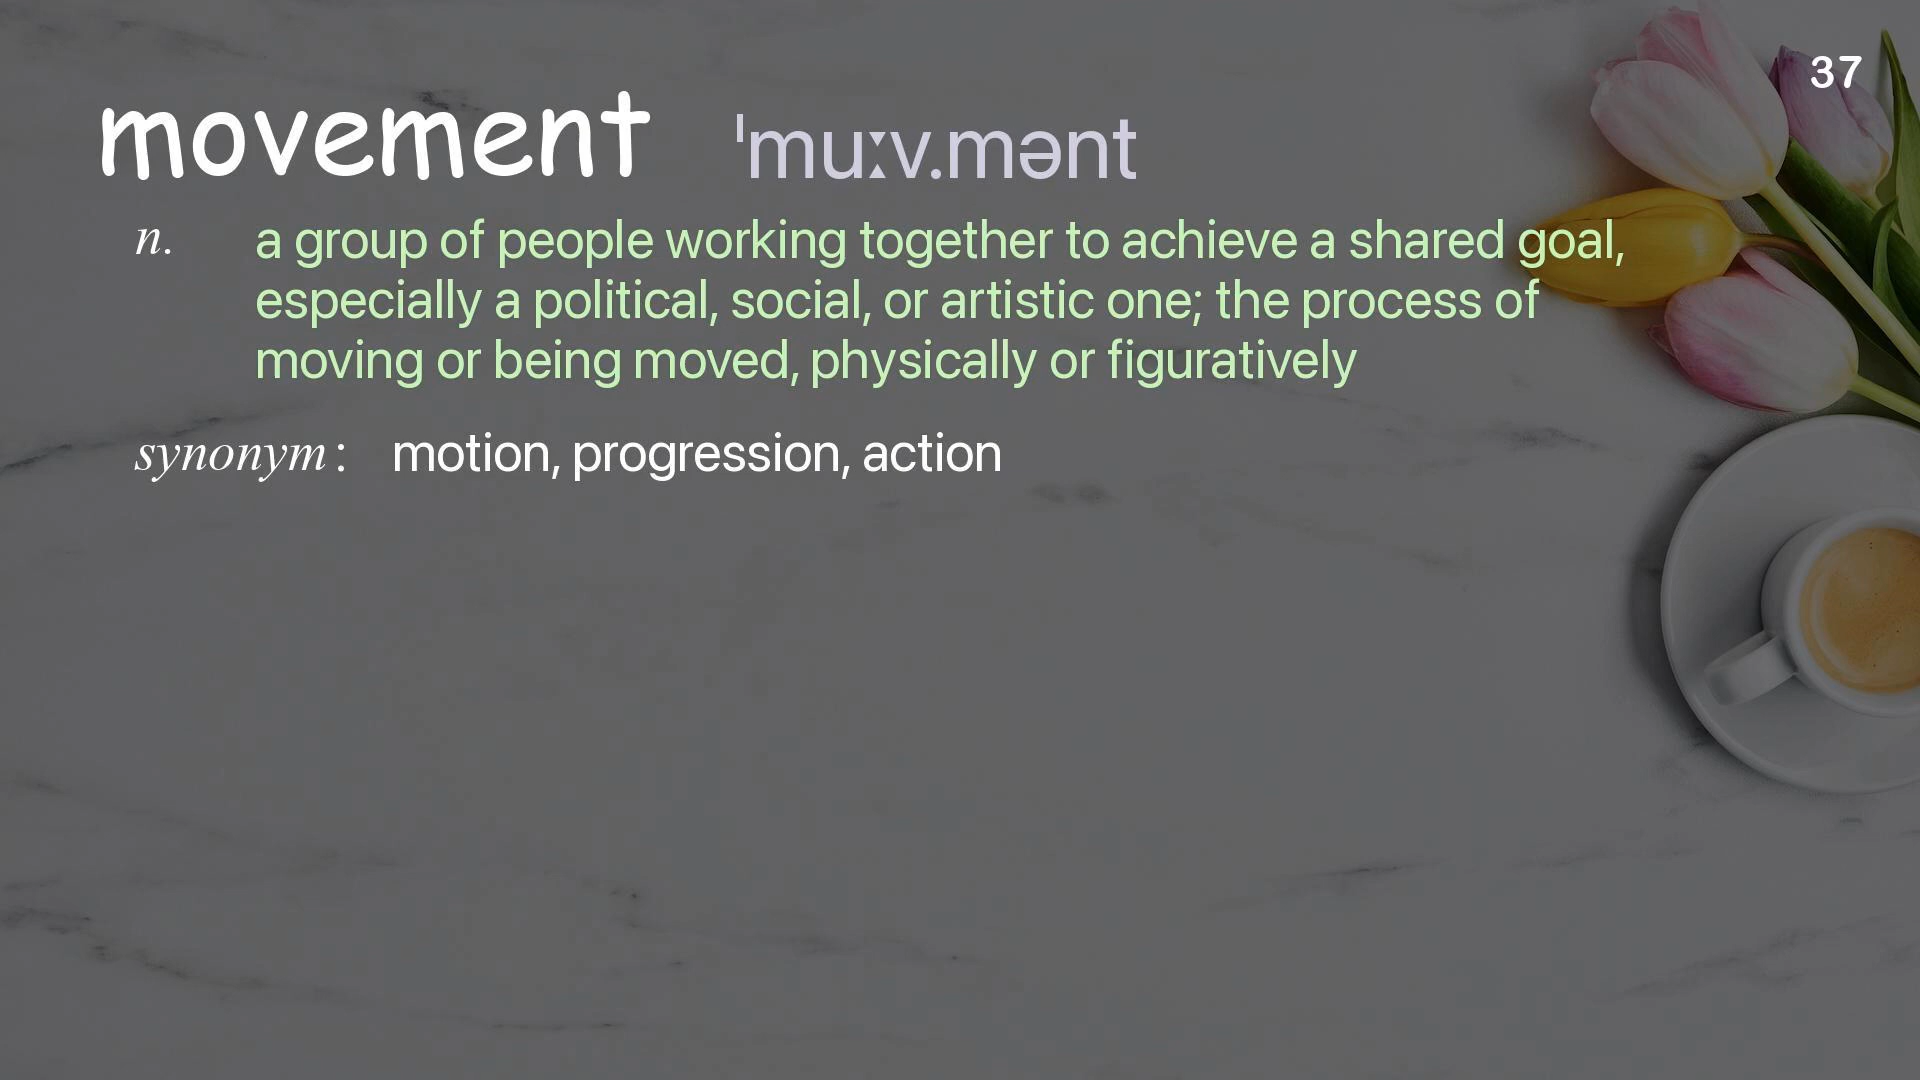 37
movement ˈmuːv.mənt
n. a group of people working together to achieve a shared goal,
especially a political, social, or artistic one; the process of
moving or being moved, physically or figuratively
synonym : motion, progression, action